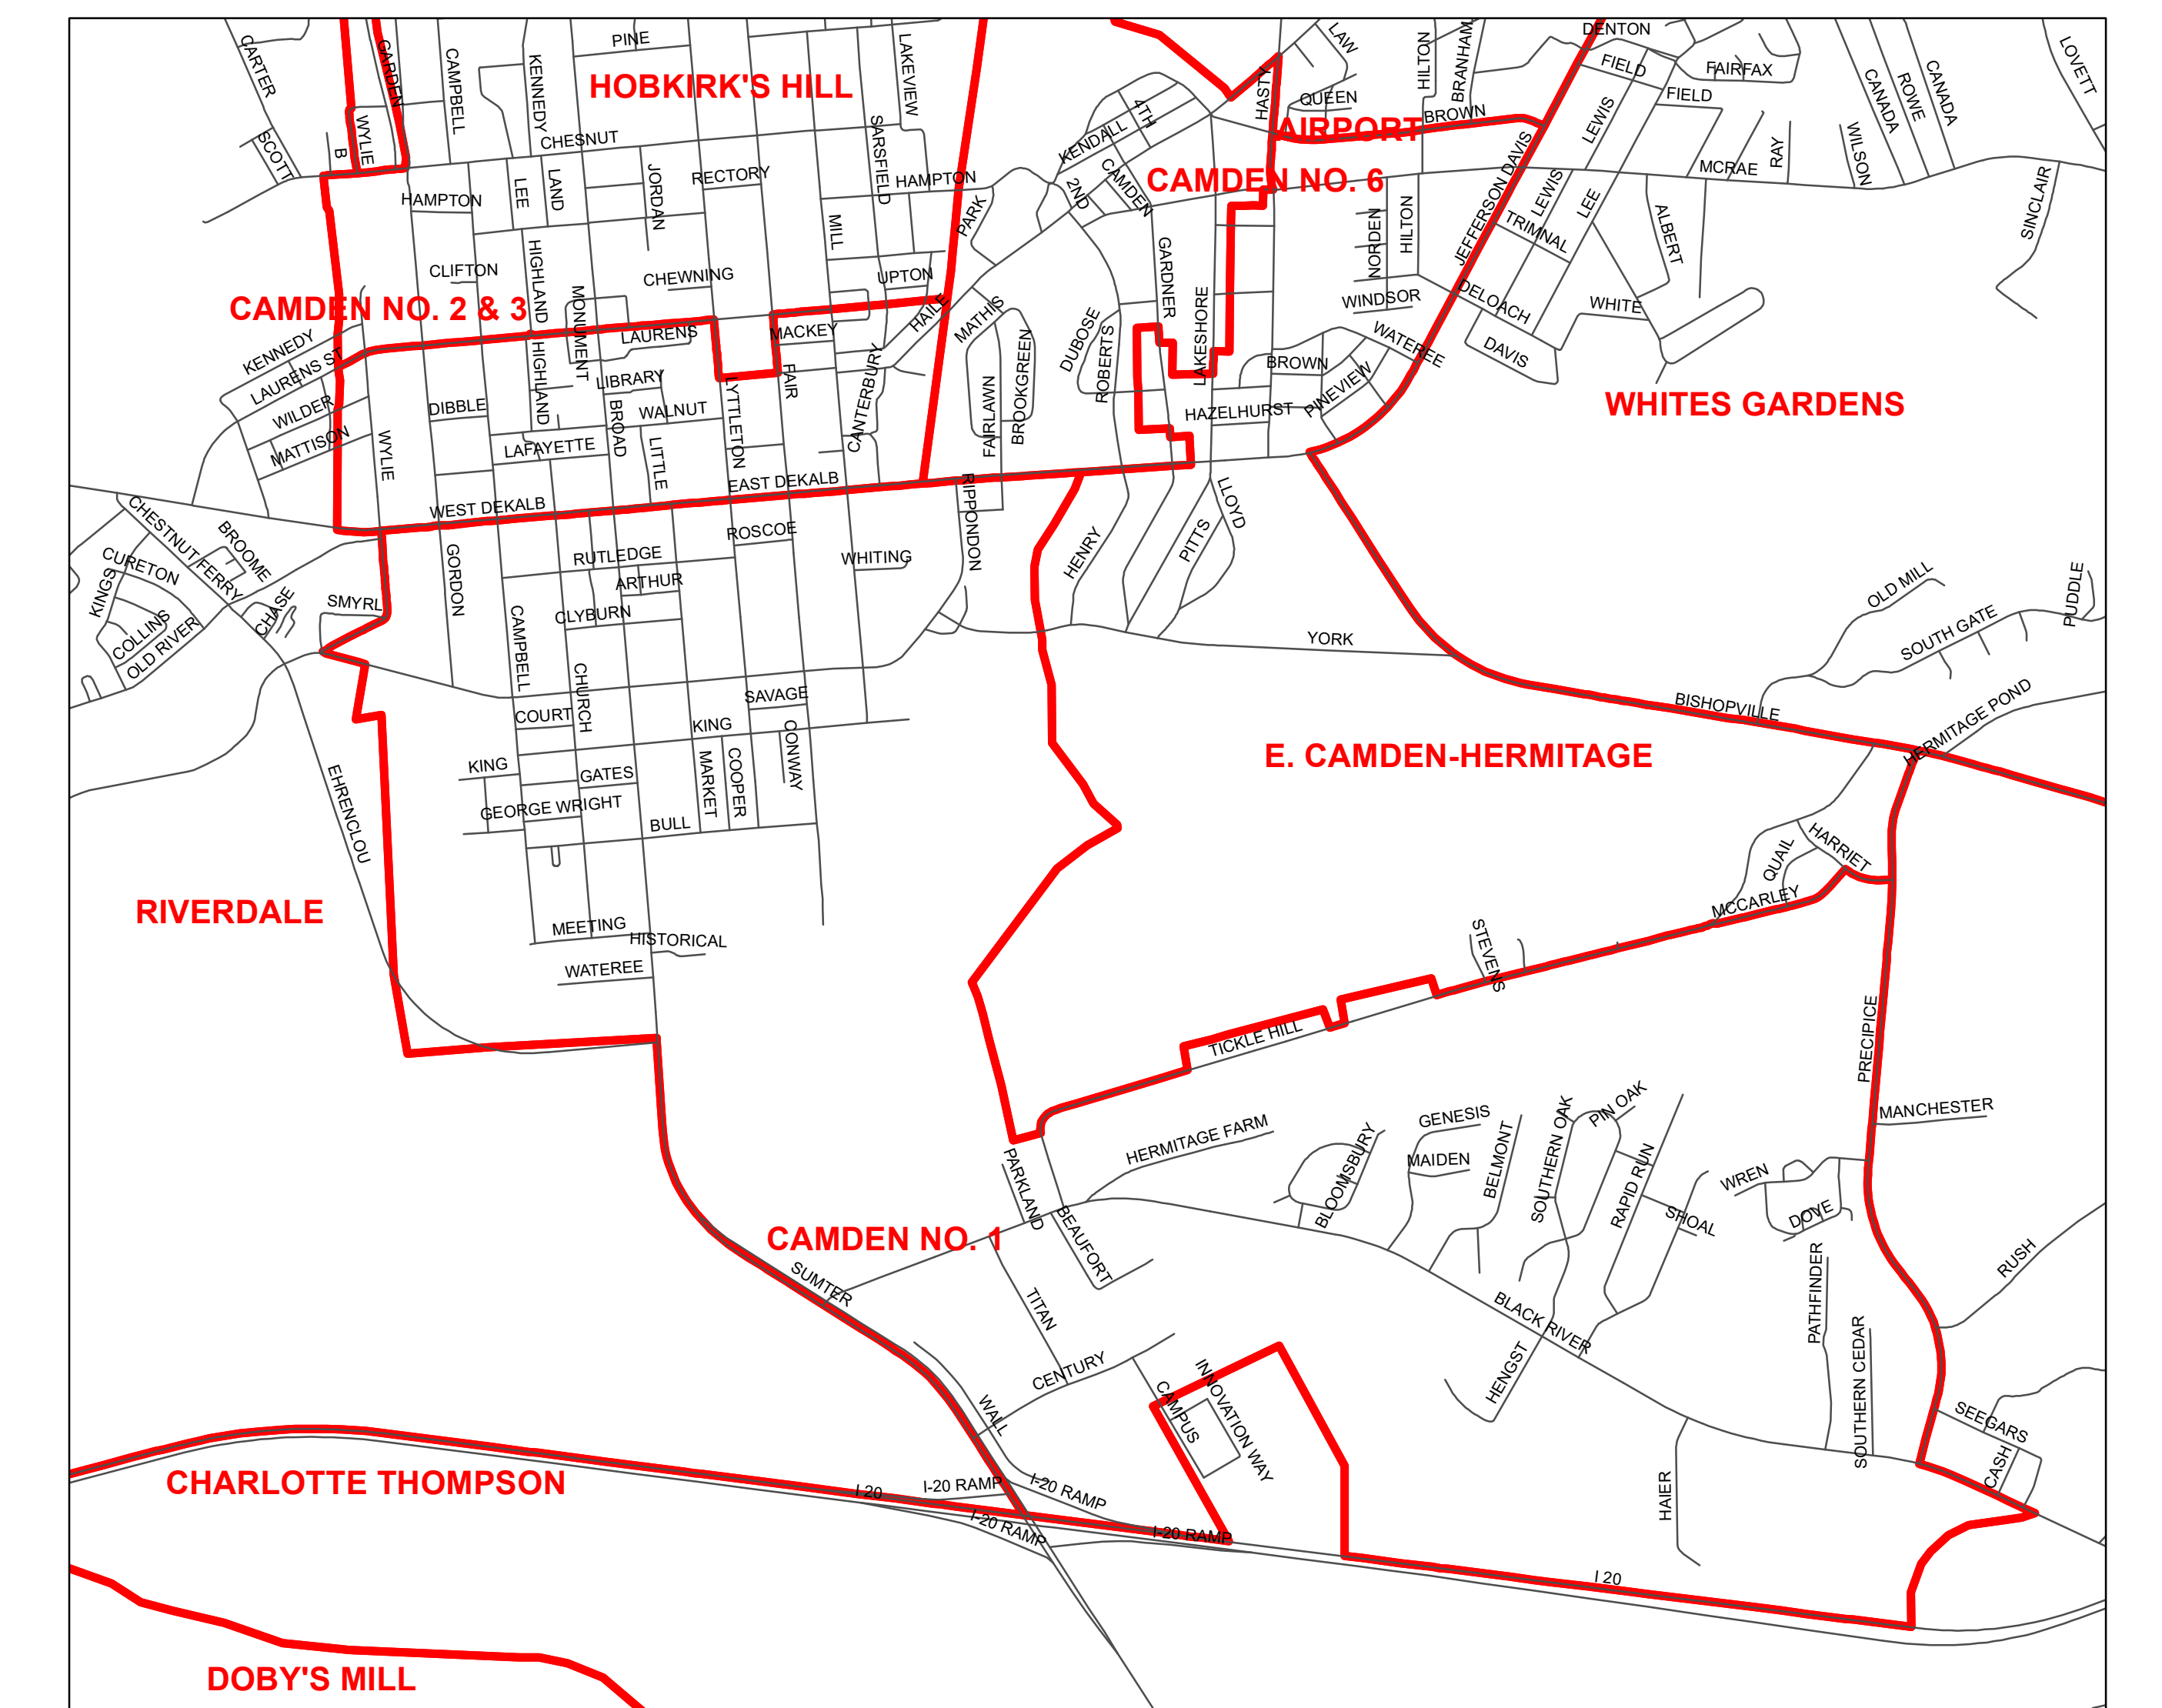 DENTON
LAW
PINE
GARDEN
CARTER
CAMPBELL
KENNEDY
LAKEVIEW
HILTON
BRANHAM
LOVETT
FIELD
FAIRFAX
HOBKIRK'S HILL
HASTY
QUEEN
FIELD
CANADA
ROWE
CANADA
4TH
BROWN
LEWIS
AIRPORT
WYLIE
CHESNUT
SARSFIELD
KENDALL
SCOTT
B
RAY
WILSON
MCRAE
JEFFERSON DAVIS
RECTORY
HAMPTON
CAMDEN NO. 6
CAMDEN
2ND
HAMPTON
LEE
LAND
JORDAN
MILL
PARK
NORDEN
HILTON
LEWIS
LEE
TRIMNAL
ALBERT
SINCLAIR
CLIFTON
HIGHLAND
CHEWNING
UPTON
GARDNER
LAKESHORE
WINDSOR
DELOACH
WHITE
CAMDEN NO. 2 & 3
MONUMENT
HAILE
MATHIS
KENNEDY
LAURENS ST
LAURENS
MACKEY
DUBOSE
ROBERTS
WATEREE
DAVIS
HIGHLAND
LIBRARY
FAIR
CANTERBURY
BROOKGREEN
FAIRLAWN
BROWN
PINEVIEW
WHITES GARDENS
WILDER
DIBBLE
BROAD
WALNUT
LYTTLETON
HAZELHURST
MATTISON
WYLIE
LAFAYETTE
LITTLE
EAST DEKALB
RIPPONDON
LLOYD
WEST DEKALB
CHESTNUT FERRY
BROOME
ROSCOE
PITTS
HENRY
CURETON
KINGS
GORDON
RUTLEDGE
WHITING
ARTHUR
OLD MILL
PUDDLE
CHASE
SMYRL
CLYBURN
COLLINS
OLD RIVER
CAMPBELL
YORK
SOUTH GATE
CHURCH
SAVAGE
BISHOPVILLE
HERMITAGE POND
COURT
KING
CONWAY
E. CAMDEN-HERMITAGE
KING
GATES
MARKET
COOPER
EHRENCLOU
GEORGE WRIGHT
BULL
HARRIET
QUAIL
RIVERDALE
MCCARLEY
MEETING
HISTORICAL
STEVENS
WATEREE
TICKLE HILL
PRECIPICE
MANCHESTER
HERMITAGE FARM
GENESIS
PIN OAK
SOUTHERN OAK
BLOOMSBURY
MAIDEN
BELMONT
RAPID RUN
PARKLAND
WREN
DOVE
SHOAL
CAMDEN NO. 1
BEAUFORT
SUMTER
PATHFINDER
RUSH
TITAN
BLACK RIVER
SOUTHERN CEDAR
CENTURY
HENGST
INNOVATION WAY
CAMPUS
WALL
SEEGARS
CASH
CHARLOTTE THOMPSON
I 20
I-20 RAMP
I-20 RAMP
I-20 RAMP
I-20 RAMP
HAIER
I 20
DOBY'S MILL